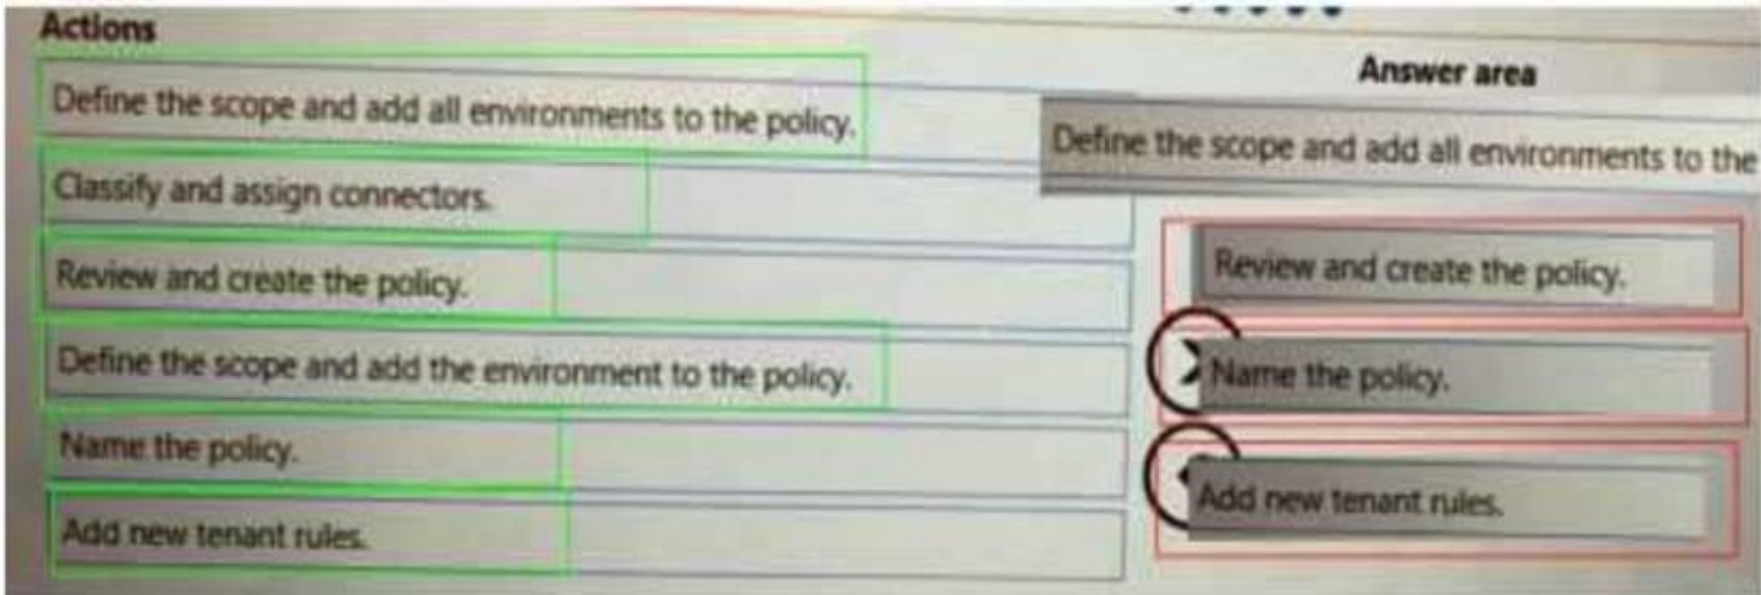 Actions
Define the scope and add all environments to the policy.
Classify and assign connectors.
Review and create the policy.
Define the scope and add the environment to the policy.
Name the policy.
Add new tenant rules.
Answer area
Define the scope and add all environments to the
Review and create the policy.
Name the policy.
Add new tenant rules.